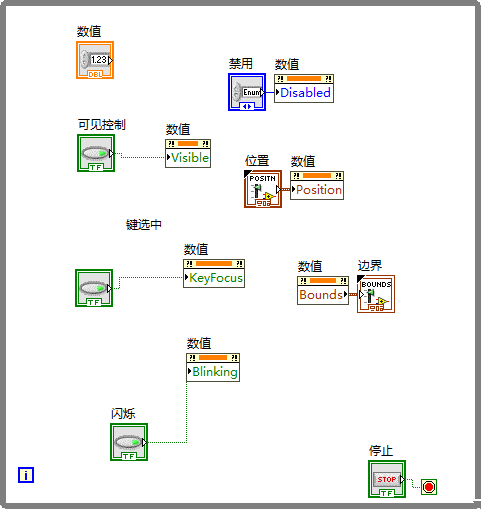 数值
1.23
DBL
禁用
Enum
数值
?! ?!
Disabled
可见控制
TF
数值
?! ?!
Visible
位置
POSITN
数值
?! ?!
Position
键选中
TF
数值
?! ?!
KeyFocus
数值
?! ?!
Bounds
边界
BOUNDS
数值
?! ?!
Blinking
闪烁
TF
停止
STOP
TF
i